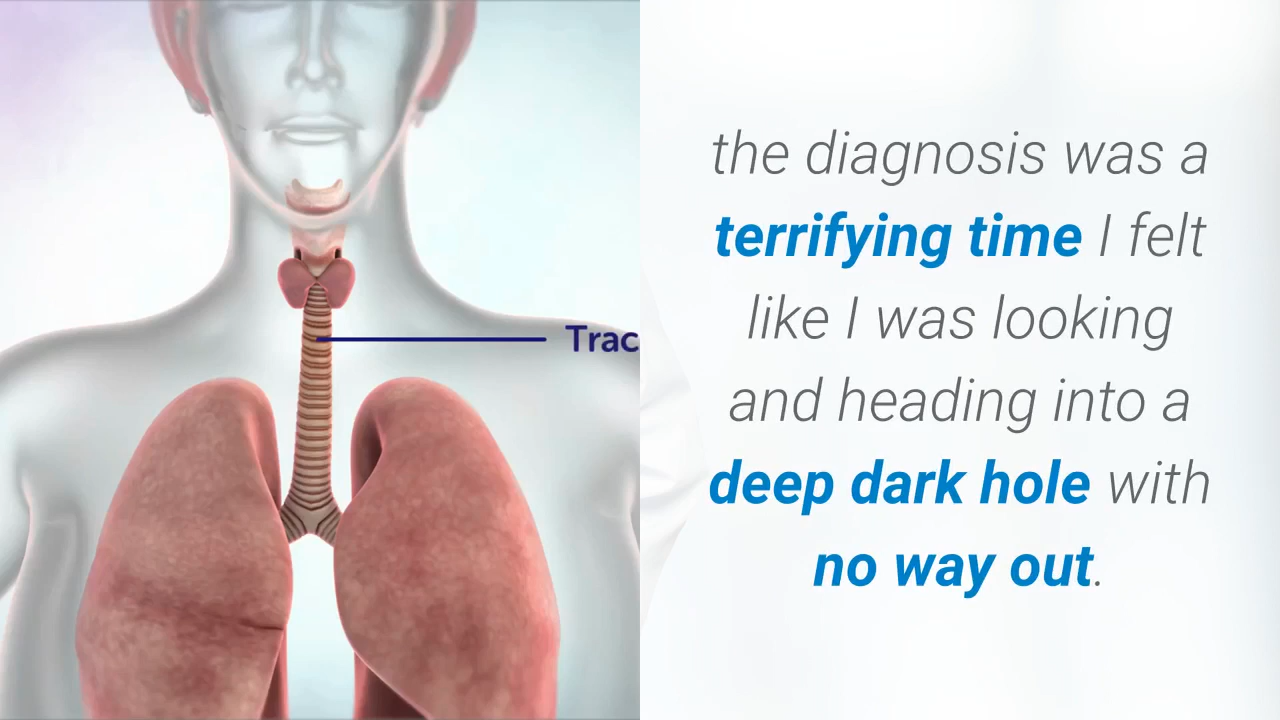 Trac
the diagnosis was a
terrifying time I felt
like I was looking
and heading into a
deep dark hole with
no way out.